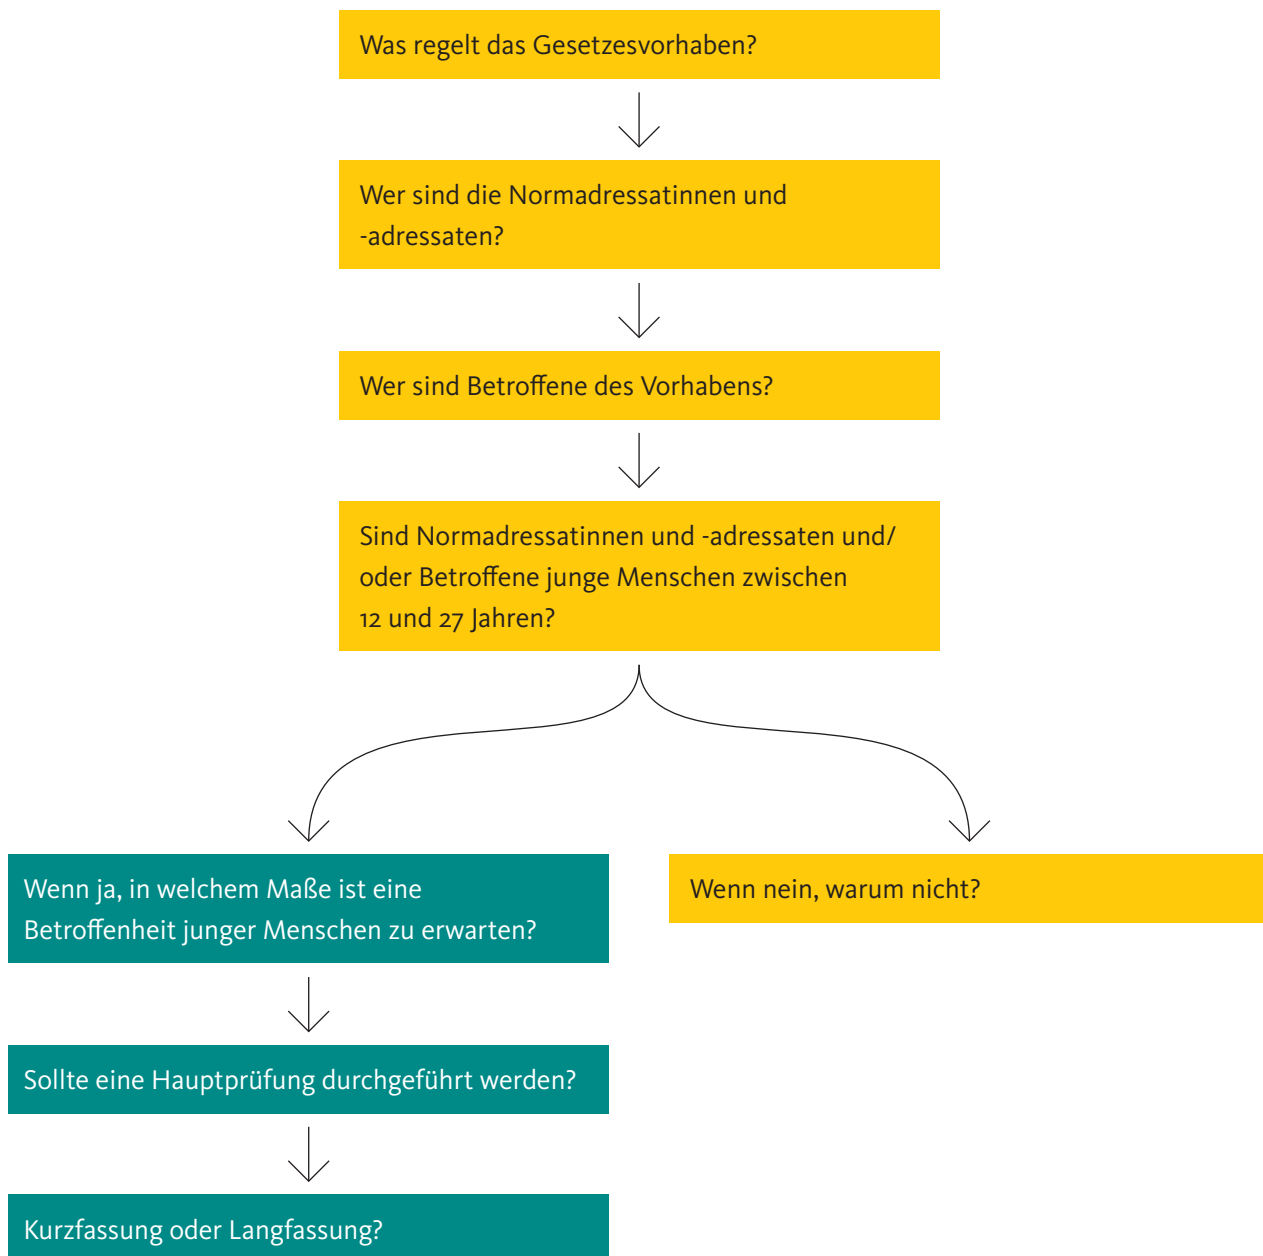 Was regelt das Gesetzesvorhaben?
Wer sind die Normadressatinnen und
-adressaten?
Wer sind Betroffene des Vorhabens?
Sind Normadressatinnen und -adressaten und/
oder Betroffene junge Menschen zwischen
12 und 27 Jahren?
Wenn ja, in welchem Maße ist eine
Betroffenheit junger Menschen zu erwarten?
Wenn nein, warum nicht?
Sollte eine Hauptprüfung durchgeführt werden?
Kurzfassung oder Langfassung?